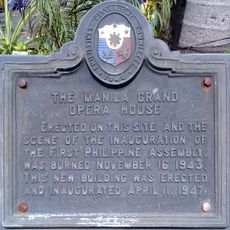 THE MANILA GRAND
OPERA HOUSE
ERECTED ON THIS SITE, AND THE
SCENE OF THE INAUGURATION OF
THE FIRST PHILIPPINE ASSEMBLY,
WAS BURNED NOVEMBER 16, 1943.
THIS NEW BUILDING WAS ERECTED
AND INAUGURATED APRIL 11, 1947.